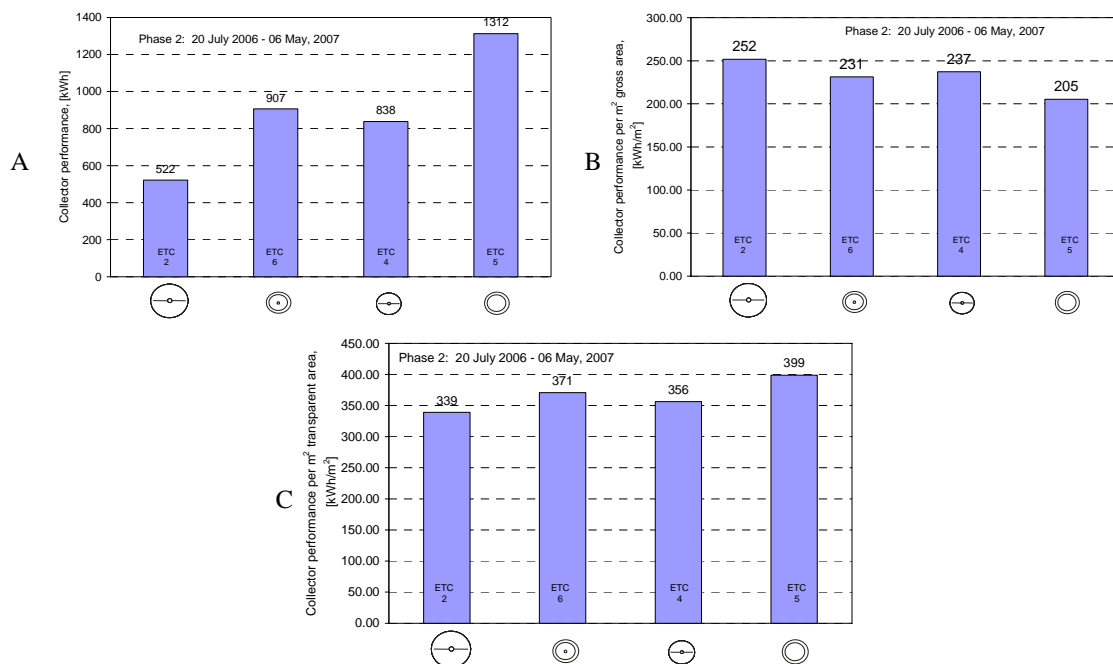 A
Collector performance, [kWh]
1400
1200
1000
800
600
400
200
0
Phase 2: 20 July 2006 - 06 May, 2007
522
907
838
1312
ETC
2
ETC
6
ETC
4
ETC
5
B
Collector performance per m² gross area,
[kWh/m²]
300.00
250.00
200.00
150.00
100.00
50.00
0.00
Phase 2: 20 July 2006 - 06 May, 2007
252
231
237
205
ETC
2
ETC
6
ETC
4
ETC
5
C
Collector performance per m² transparent area,
[kWh/m²]
450.00
400.00
350.00
300.00
250.00
200.00
150.00
100.00
50.00
0.00
Phase 2: 20 July 2006 - 06 May, 2007
339
371
356
399
ETC
2
ETC
6
ETC
4
ETC
5